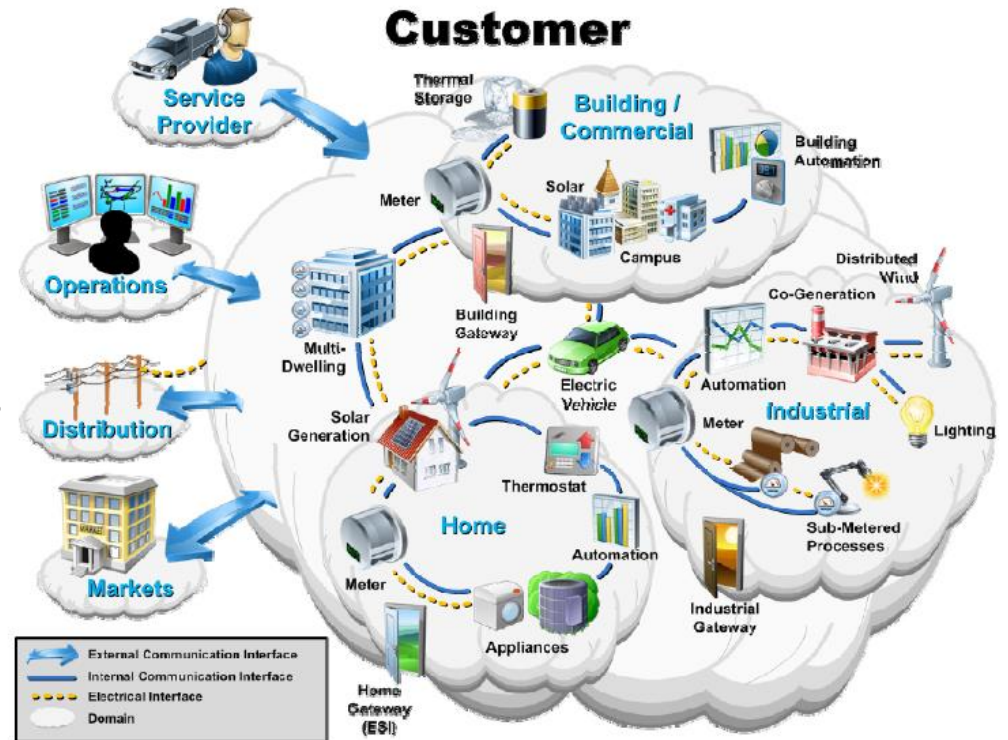 Customer
Service
Provider
Thermal
Storage
Building /
Commercial
Building
Automation
Meter
Solar
Campus
Operations
Multi-
Dwelling
Building
Gateway
Electric
Vehicle
Distributed
Wind
Co-Generation
Automation
Industrial
Meter
Lighting
Distribution
Solar
Generation
Thermostat
Sub-Metered
Processes
Home
Automation
Meter
Industrial
Gateway
Markets
MARKET
Appliances
Home
Gateway
(ESI)
External Communication Interface
Internal Communication Interface
Electrical Interface
Domain